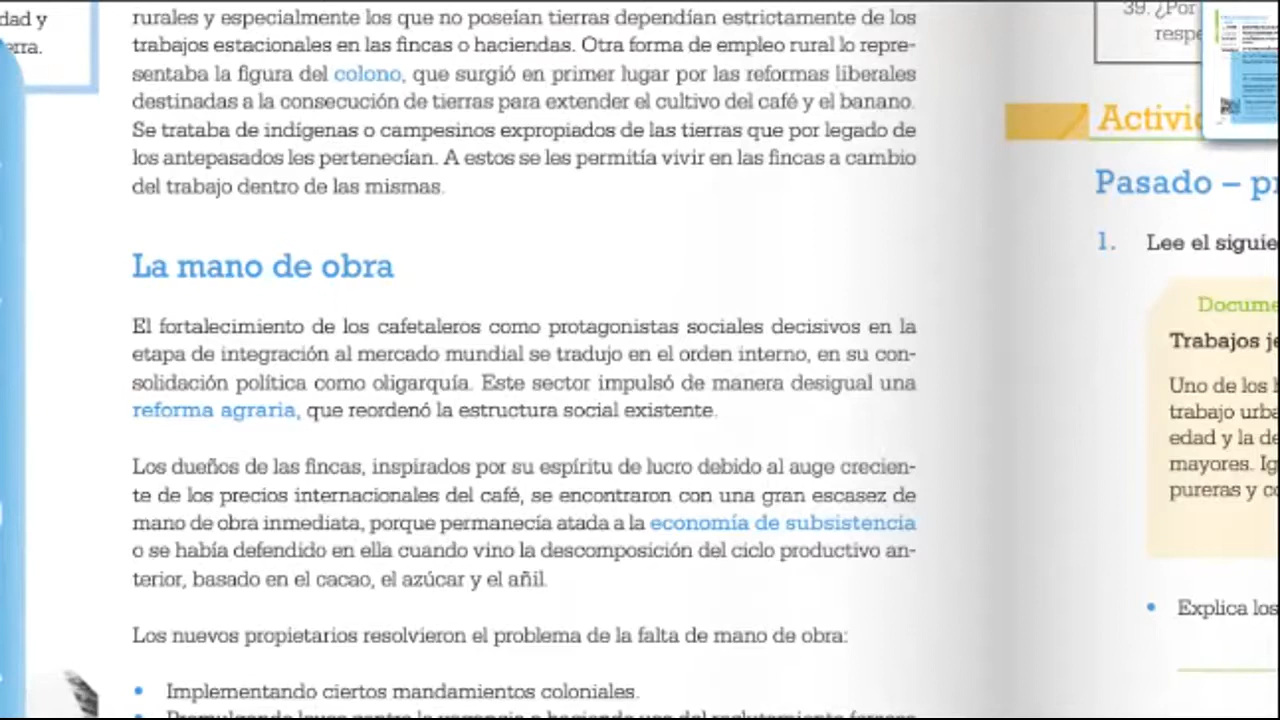 dad y
erra.
rurales y especialmente los que no poseían tierras dependían estrictamente de los
trabajos estacionales en las fincas o haciendas. Otra forma de empleo rural lo repre-
sentaba la figura del colono, que surgió en primer lugar por las reformas liberales
destinadas a la consecución de tierras para extender el cultivo del café y el banano.
Se trataba de indígenas o campesinos expropiados de las tierras que por legado de
los antepasados les pertenecían. A estos se les permitía vivir en las fincas a cambio
del trabajo dentro de las mismas.
La mano de obra
El fortalecimiento de los cafetaleros como protagonistas sociales decisivos en la
etapa de integración al mercado mundial se tradujo en el orden interno, en su con-
solidación política como oligarquía. Este sector impulsó de manera desigual una
reforma agraria, que reordenó la estructura social existente.
Los dueños de las fincas, inspirados por su espíritu de lucro debido al auge crecien-
te de los precios internacionales del café, se encontraron con una gran escasez de
mano de obra inmediata, porque permanecía atada a la economía de subsistencia
o se había defendido en ella cuando vino la descomposición del ciclo productivo an-
terior, basado en el cacao, el azúcar y el añil.
Los nuevos propietarios resolvieron el problema de la falta de mano de obra:
• Implementando ciertos mandamientos coloniales.
39. ¿Por
respe
Activi
Pasado – p
1. Lee el siguie
Docume
Trabajos je
Uno de los
trabajo urba
edad y la de
mayores. Ig
pureras y c
• Explica los